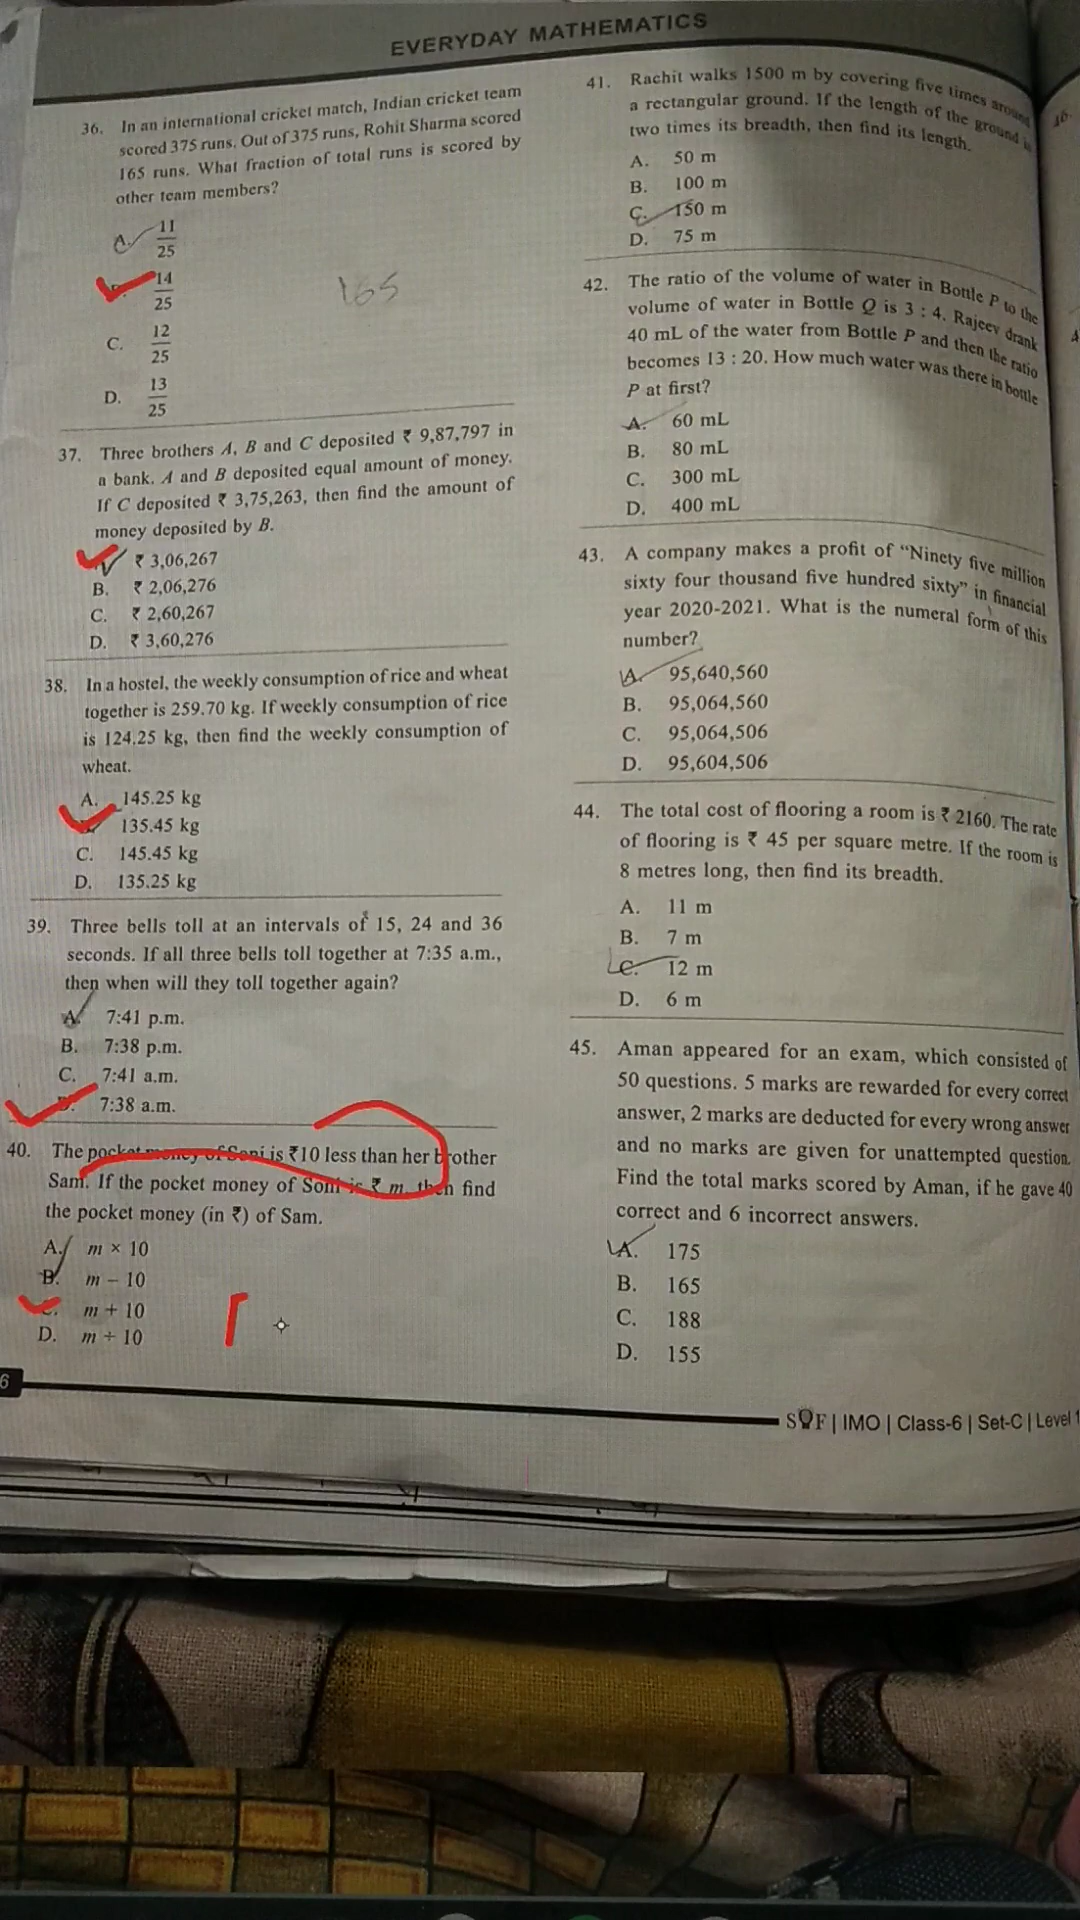 EVERYDAY MATHEMATICS
36. In an international cricket match, Indian cricket team
scored 375 runs. Out of 375 runs, Rohit Sharma scored
165 runs. What fraction of total runs is scored by
other team members?
A. 11/25
14/25
165
C. 12/25
D. 13/25
37. Three brothers A, B and C deposited ₹ 9,87,797 in
a bank. A and B deposited equal amount of money.
If C deposited ₹ 3,75,263, then find the amount of
money deposited by B.
₹ 3,06,267
B. ₹ 2,06,276
C. ₹ 2,60,267
D. ₹ 3,60,276
38. In a hostel, the weekly consumption of rice and wheat
together is 259.70 kg. If weekly consumption of rice
is 124.25 kg, then find the weekly consumption of
wheat.
A. 145.25 kg
135.45 kg
C. 145.45 kg
D. 135.25 kg
39. Three bells toll at an intervals of 15, 24 and 36
seconds. If all three bells toll together at 7:35 a.m.,
then when will they toll together again?
A. 7:41 p.m.
B. 7:38 p.m.
C. 7:41 a.m.
D. 7:38 a.m.
40. The pocket money of Soni is ₹10 less than her brother
Sam. If the pocket money of Soni is ₹ m, then find
the pocket money (in ₹) of Sam.
A. m × 10
B. m − 10
C. m + 10
D. m ÷ 10
6
41. Rachit walks 1500 m by covering five times around
a rectangular ground. If the length of the ground is
two times its breadth, then find its length.
A. 50 m
B. 100 m
C. 150 m
D. 75 m
42. The ratio of the volume of water in Bottle P to the
volume of water in Bottle Q is 3 : 4. Rajeev drank
40 mL of the water from Bottle P and then the ratio
becomes 13 : 20. How much water was there in bottle
P at first?
A. 60 mL
B. 80 mL
C. 300 mL
D. 400 mL
43. A company makes a profit of “Ninety five million
sixty four thousand five hundred sixty” in financial
year 2020-2021. What is the numeral form of this
number?
A. 95,640,560
B. 95,064,560
C. 95,064,506
D. 95,604,506
44. The total cost of flooring a room is ₹ 2160. The rate
of flooring is ₹ 45 per square metre. If the room is
8 metres long, then find its breadth.
A. 11 m
B. 7 m
C. 12 m
D. 6 m
45. Aman appeared for an exam, which consisted of
50 questions. 5 marks are rewarded for every correct
answer, 2 marks are deducted for every wrong answer
and no marks are given for unattempted question.
Find the total marks scored by Aman, if he gave 40
correct and 6 incorrect answers.
A. 175
B. 165
C. 188
D. 155
SOF | IMO | Class-6 | Set-C | Level 1